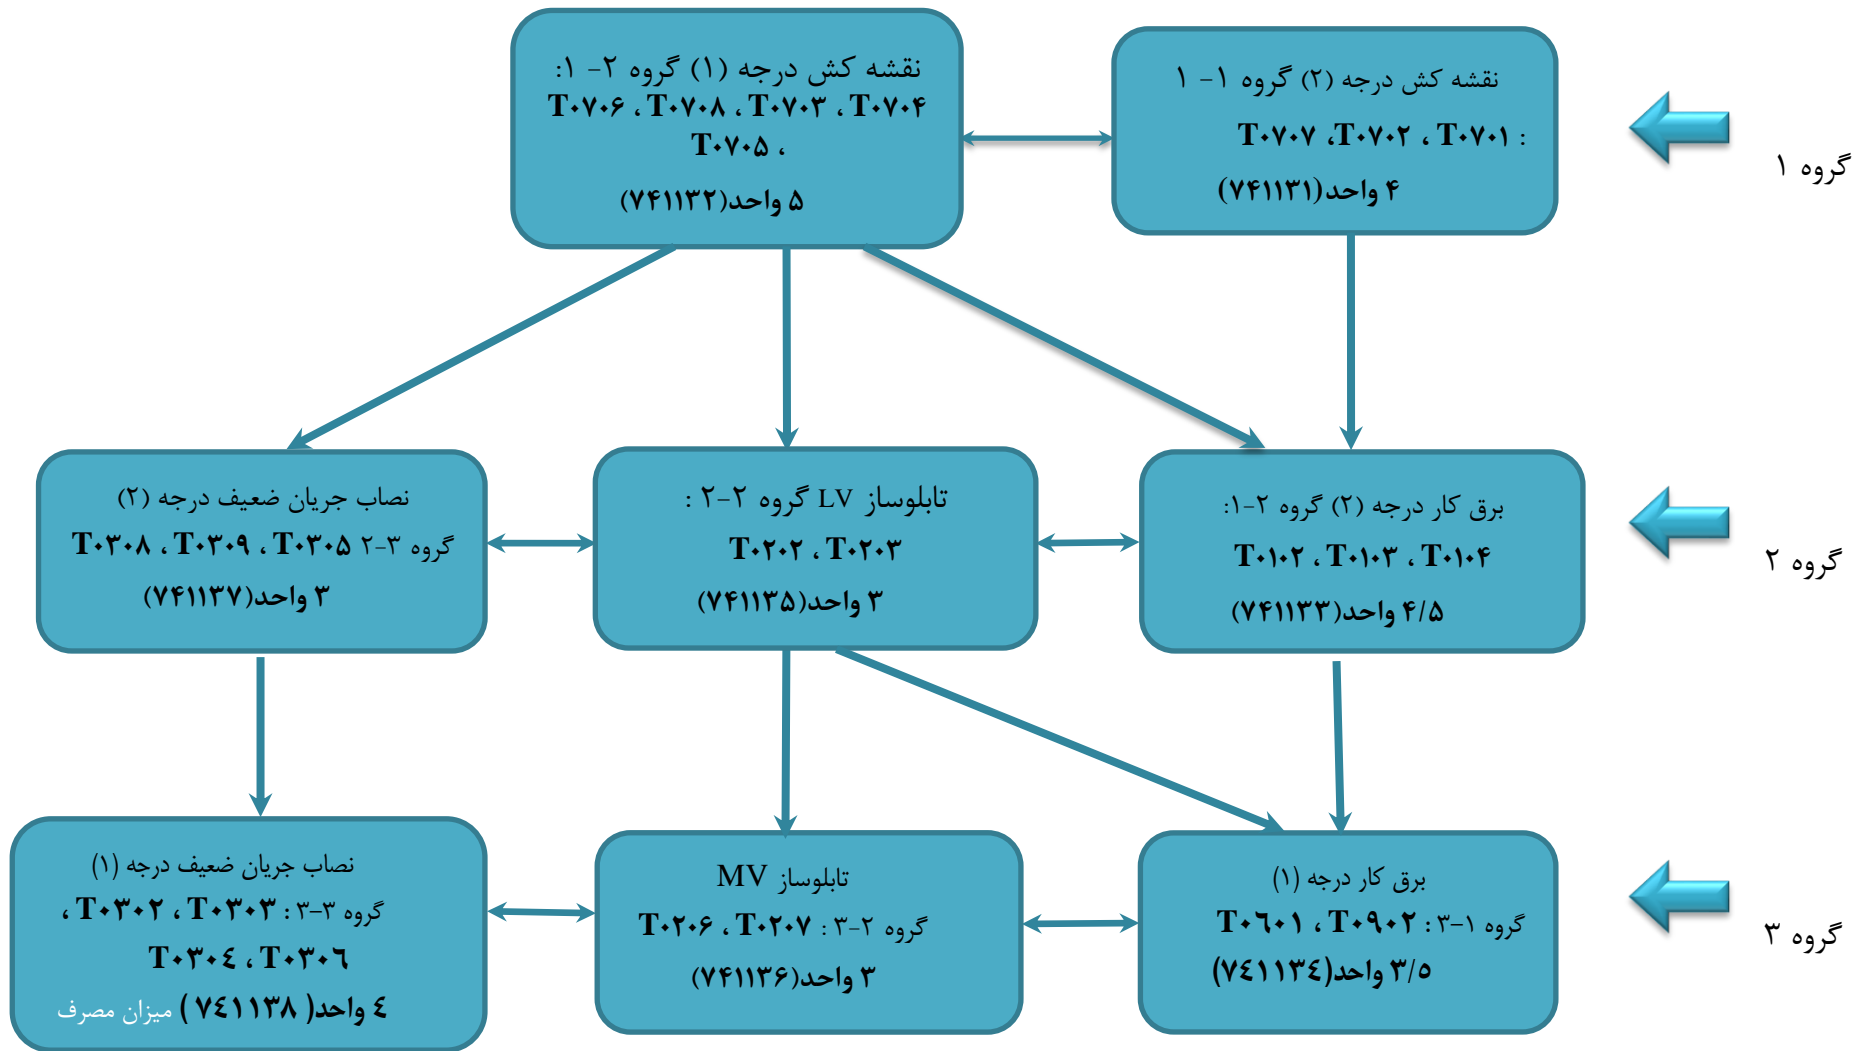 نقشه کش درجه (۲) گروه ۱- ۱
: T۰۷۰۱ ، T۰۷۰۲، T۰۷۰۷
۴ واحد(۷۴۱۱۳۱)
نقشه کش درجه (۱) گروه ۲- ۱:
T۰۷۰۴ ، T۰۷۰۳ ، T۰۷۰۸ ، T۰۷۰۶
، T۰۷۰۵
۵ واحد(۷۴۱۱۳۲)
گروه ۱
برق کار درجه (۲) گروه ۲-۱:
T۰۱۰۴ ، T۰۱۰۳ ، T۰۱۰۲
۴/۵ واحد(۷۴۱۱۳۳)
تابلوساز LV گروه ۲-۲ :
T۰۲۰۳ ، T۰۲۰۲
۳ واحد(۷۴۱۱۳۵)
نصاب جریان ضعیف درجه (۲)
گروه ۳-۲ T۰۳۰۵ ، T۰۳۰۹ ، T۰۳۰۸
۳ واحد(۷۴۱۱۳۷)
گروه ۲
برق کار درجه (۱)
گروه ۱-۳ : T۰٦۰۱ ، T۰۹۰۲
۳/۵ واحد(۷٤۱۱۳٤)
تابلوساز MV
گروه ۲-۳ : T۰۲۰۶ ، T۰۲۰۷
۳ واحد(۷۴۱۱۳۶)
نصاب جریان ضعیف درجه (۱)
گروه ۳-۳ : T۰۳۰۲ ، T۰۳۰۳ ،
T۰۳۰٤ ، T۰۳۰٦
٤ واحد( ۷٤۱۱۳۸ ) میزان مصرف
گروه ۳